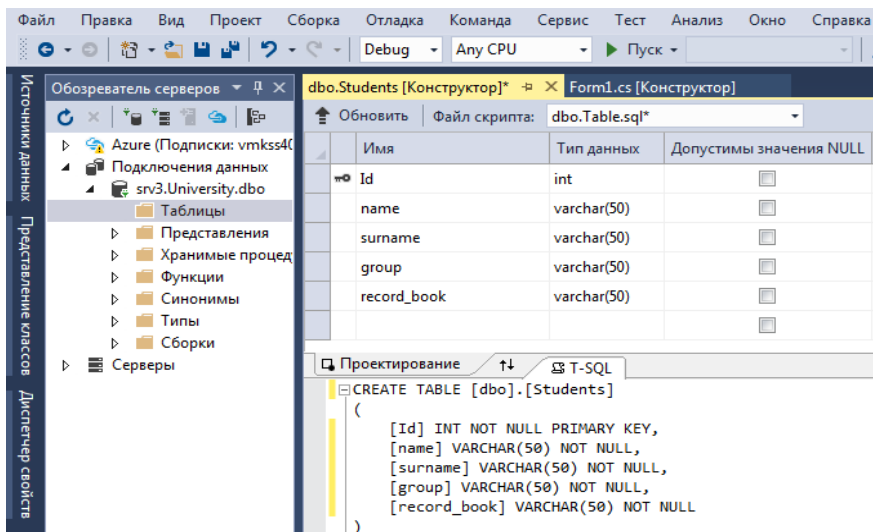 Файл Правка Вид Проект Сборка Отладка Команда Сервис Тест Анализ Окно Справка
Debug Any CPU Пуск
Источники данных
Представление классов
Диспетчер свойств
Обозреватель серверов
Azure (Подписки: vmkss4(
Подключения данных
srv3.University.dbo
Таблицы
Представления
Хранимые процед
Функции
Синонимы
Типы
Сборки
Серверы
dbo.Students [Конструктор]* Form1.cs [Конструктор]
Обновить Файл скрипта: dbo.Table.sql*
Имя Тип данных Допустимы значения NULL
Id int
name varchar(50)
surname varchar(50)
group varchar(50)
record_book varchar(50)
Проектирование T-SQL
CREATE TABLE [dbo].[Students]
(
[Id] INT NOT NULL PRIMARY KEY,
[name] VARCHAR(50) NOT NULL,
[surname] VARCHAR(50) NOT NULL,
[group] VARCHAR(50) NOT NULL,
[record_book] VARCHAR(50) NOT NULL
)